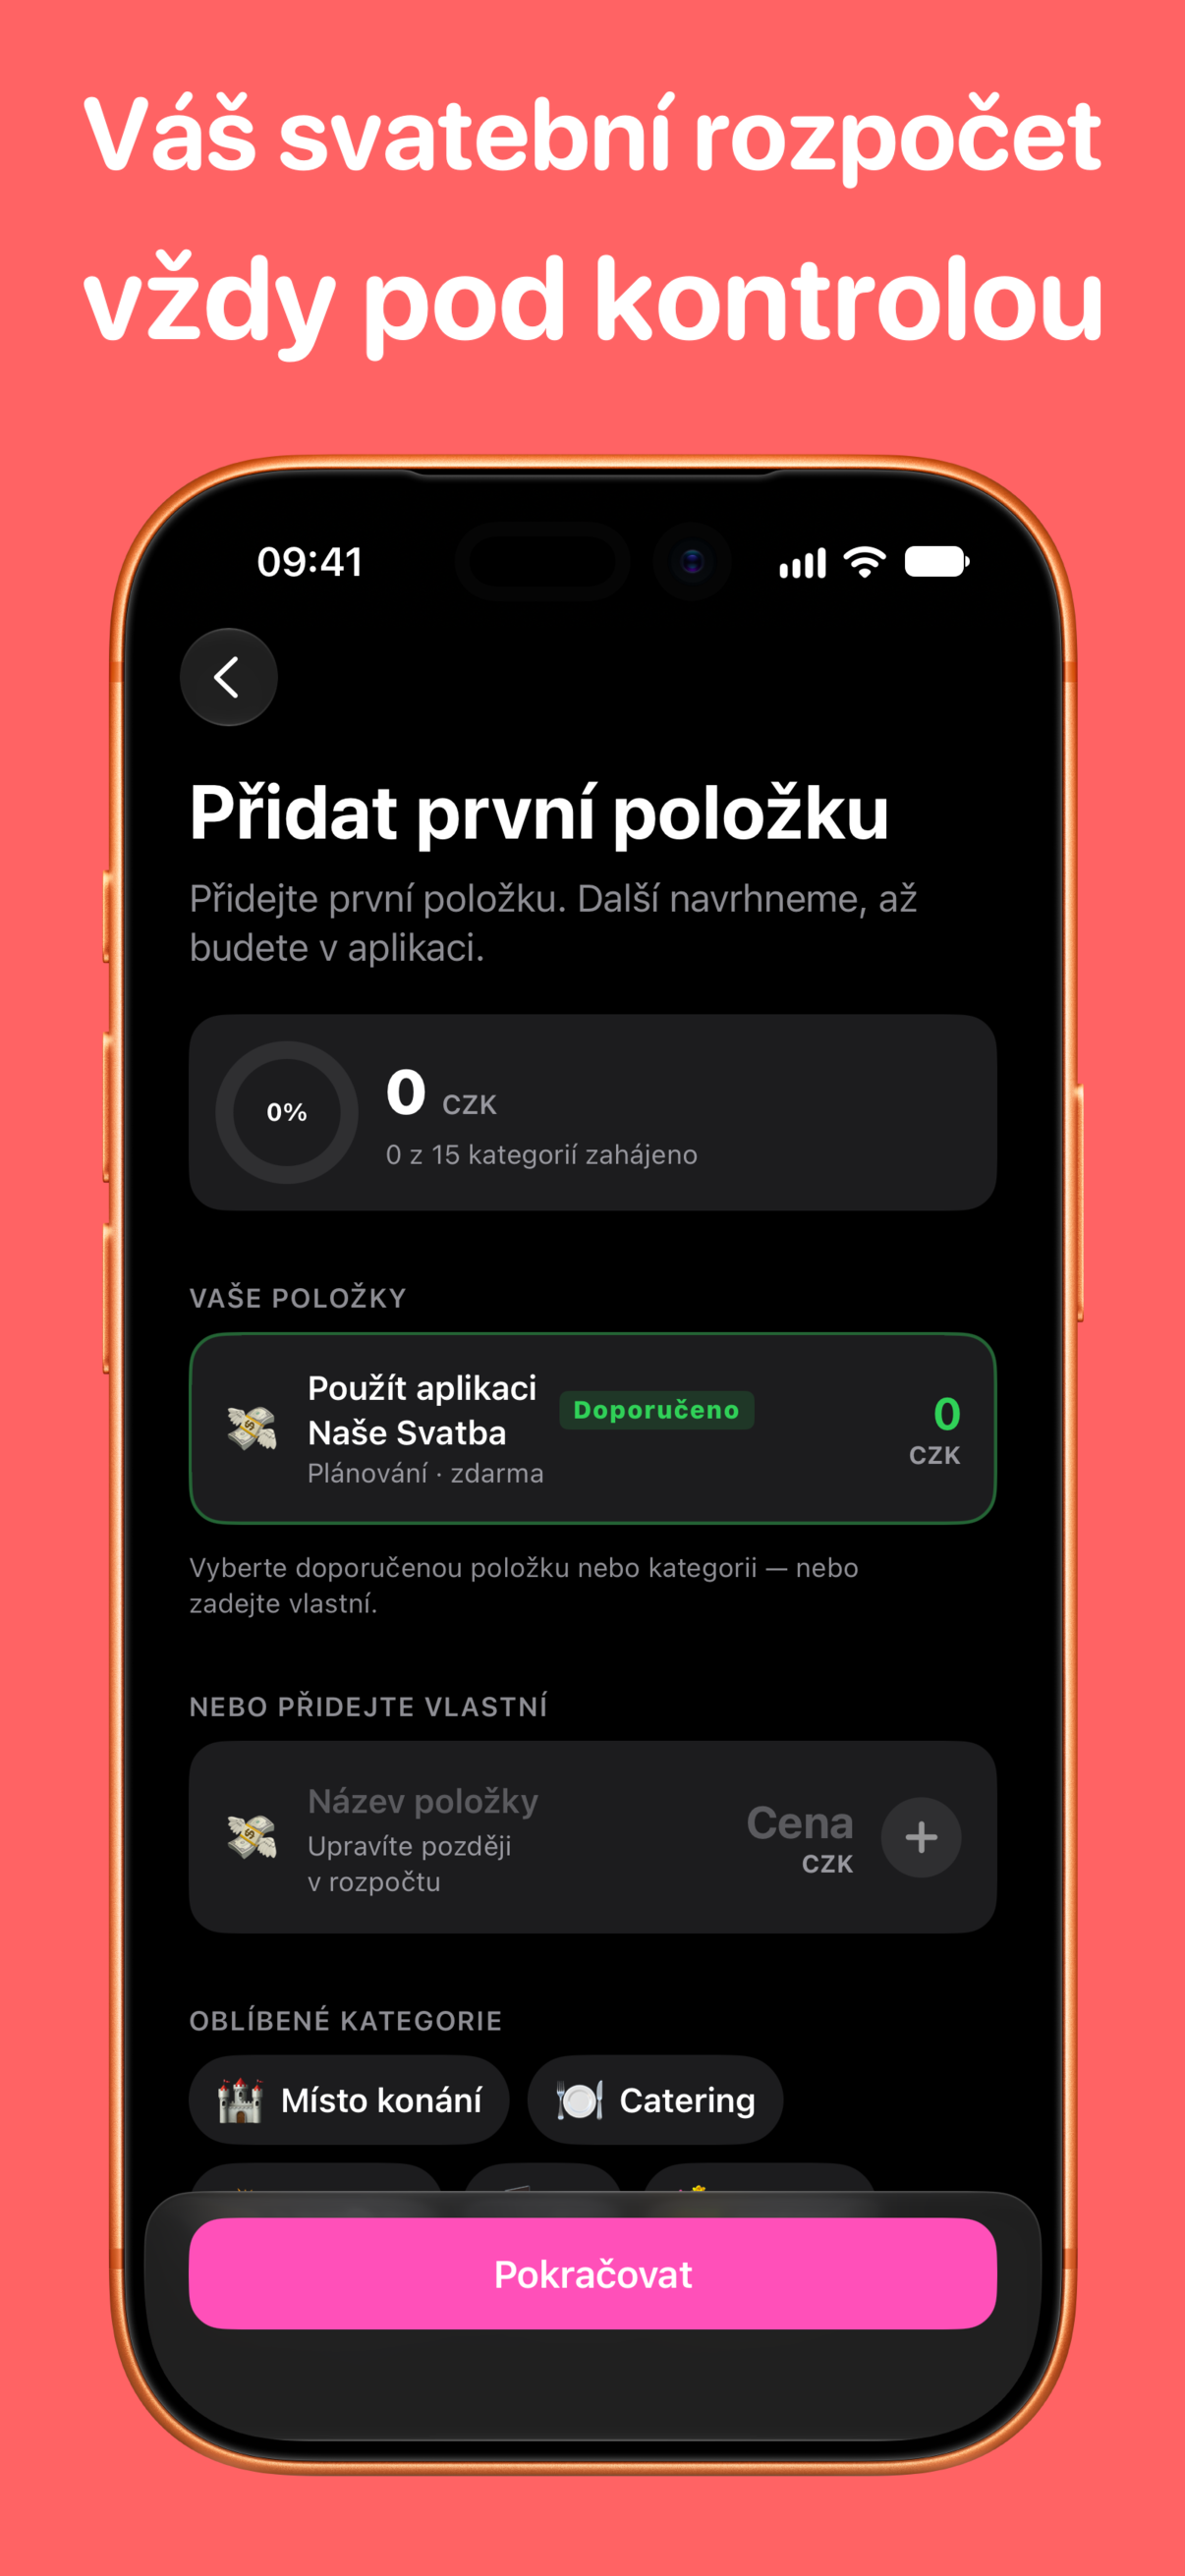 Váš svatební rozpočet
vždy pod kontrolou
09:41
Přidat první položku
Přidejte první položku. Další navrhneme, až
budete v aplikaci.
0%
0 CZK
0 z 15 kategorií zahájeno
VAŠE POLOŽKY
Použít aplikaci
Naše Svatba
Doporučeno
Plánování · zdarma
0
CZK
Vyberte doporučenou položku nebo kategorii — nebo
zadejte vlastní.
NEBO PŘIDEJTE VLASTNÍ
Název položky
Upravíte později
v rozpočtu
Cena
CZK
OBLÍBENÉ KATEGORIE
Místo konání
Catering
Pokračovat